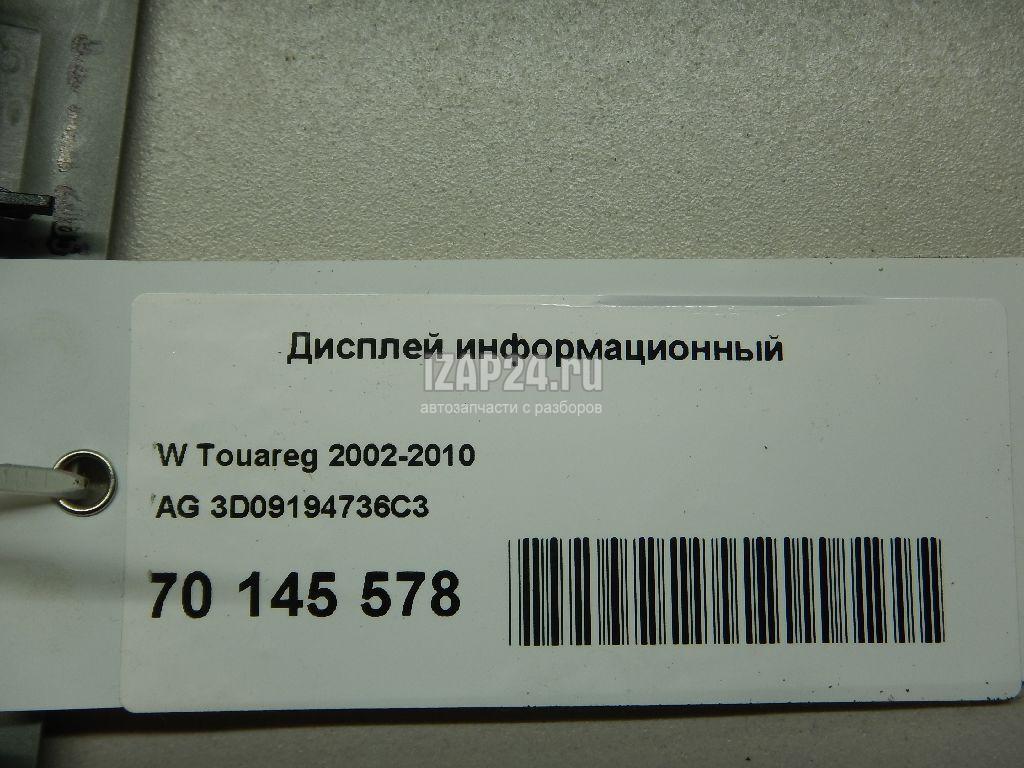 Дисплей информационный
IZAP24.ru
автозапчасти с разборов
W Touareg 2002-2010
AG 3D09194736C3
70 145 578